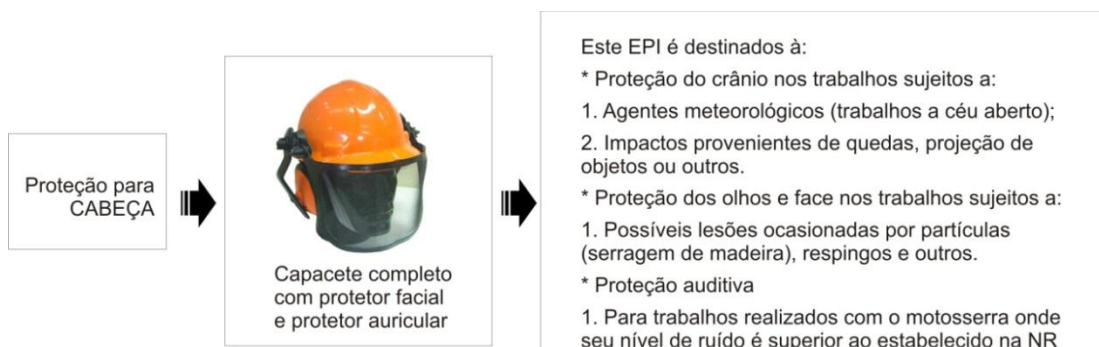 Proteção para
CABEÇA
Capacete completo
com protetor facial
e protetor auricular
Este EPI é destinados à:
* Proteção do crânio nos trabalhos sujeitos a:
1. Agentes meteorológicos (trabalhos a céu aberto);
2. Impactos provenientes de quedas, projeção de
objetos ou outros.
* Proteção dos olhos e face nos trabalhos sujeitos a:
1. Possíveis lesões ocasionadas por partículas
(serragem de madeira), respingos e outros.
* Proteção auditiva
1. Para trabalhos realizados com o motosserra onde
seu nível de ruído é superior ao estabelecido na NR